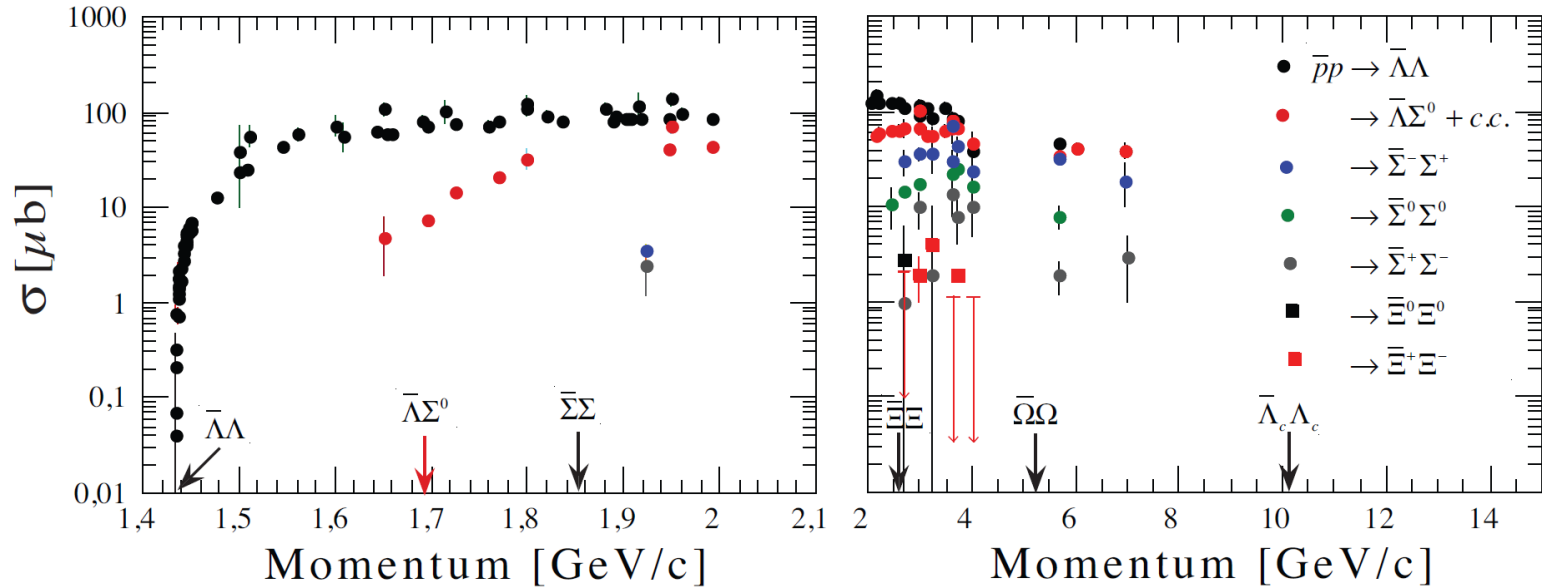 σ [μb]
1000
100
10
1
0,1
0,01
Λ̅Λ
Λ̅Σ⁰
Σ̅Σ
1,4 1,5 1,6 1,7 1,8 1,9 2 2,1
Momentum [GeV/c]
p̅p → Λ̅Λ
→ Λ̅Σ⁰ + c.c.
→ Σ̅⁻Σ⁺
→ Σ̅⁰Σ⁰
→ Σ̅⁺Σ⁻
→ Ξ̅⁰Ξ⁰
→ Ξ̅⁺Ξ⁻
Ξ̅Ξ
Ω̅Ω
Λ̅_cΛ_c
2 4 6 8 10 12 14
Momentum [GeV/c]